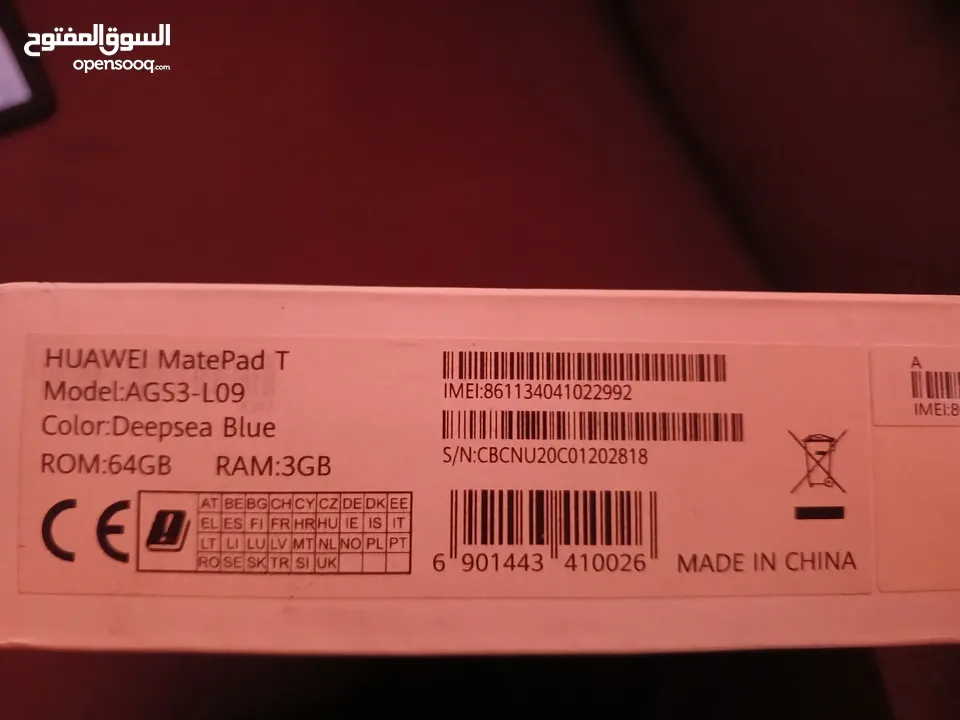 السوق المفتوح
opensooq.com
HUAWEI MatePad T
Model:AGS3-L09
Color:Deepsea Blue
ROM:64GB RAM:3GB
IMEI:861134041022992
S/N:CBCNU20C01202818
CE
AT BE BG CH CY CZ DE DK EE
EL ES FI FR HR HU IE IS IT
LT LI LU LV MT NL NO PL PT
RO SE SK TR SI UK
6 901443 410026
MADE IN CHINA
A
IMEI:8